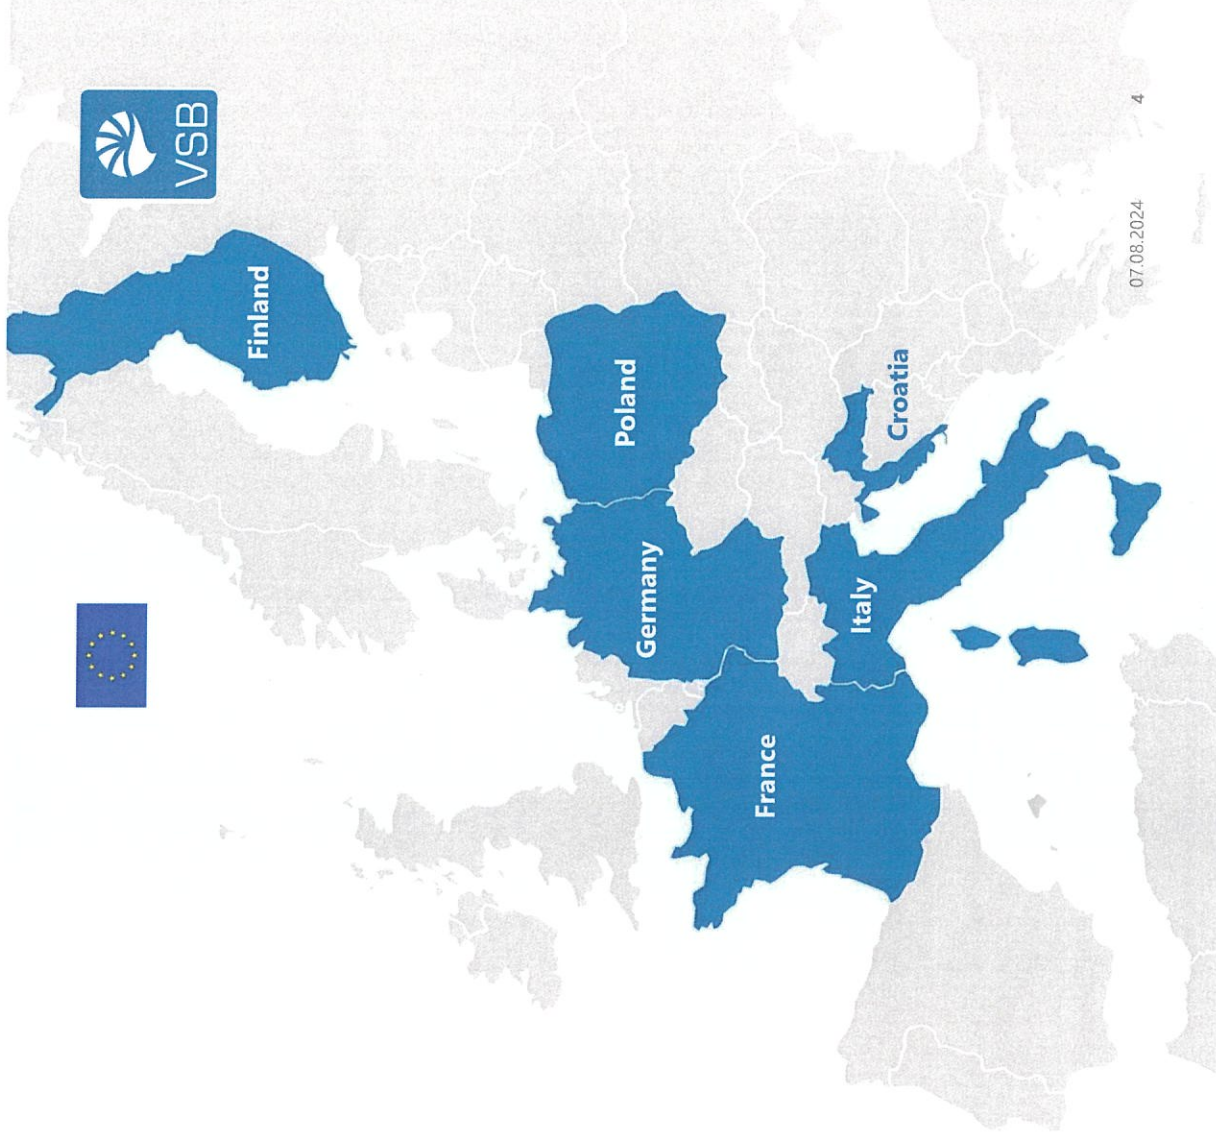 VSB
Finland
Poland
Germany
Croatia
Italy
France
07.08.2024
4